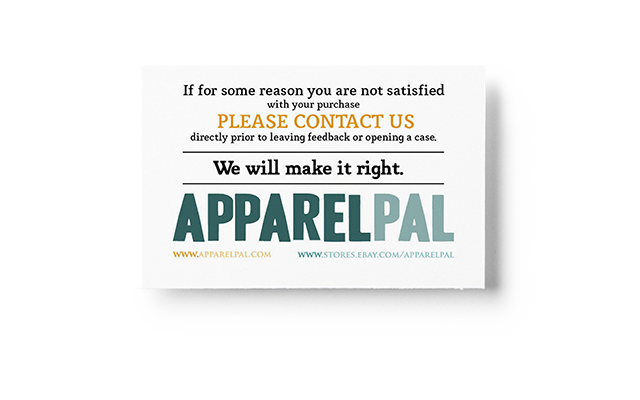 If for some reason you are not satisfied
with your purchase
PLEASE CONTACT US
directly prior to leaving feedback or opening a case.
We will make it right.
APPARELPAL
WWW.APPARELPAL.COM WWW.STORES.EBAY.COM/APPARELPAL